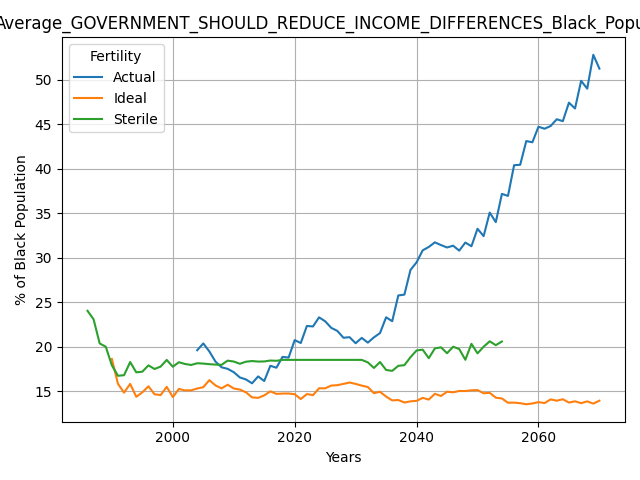 Average_GOVERNMENT_SHOULD_REDUCE_INCOME_DIFFERENCES_Black_Popu
Fertility
Actual
Ideal
Sterile
% of Black Population
50
45
40
35
30
25
20
15
2000
2020
2040
2060
Years